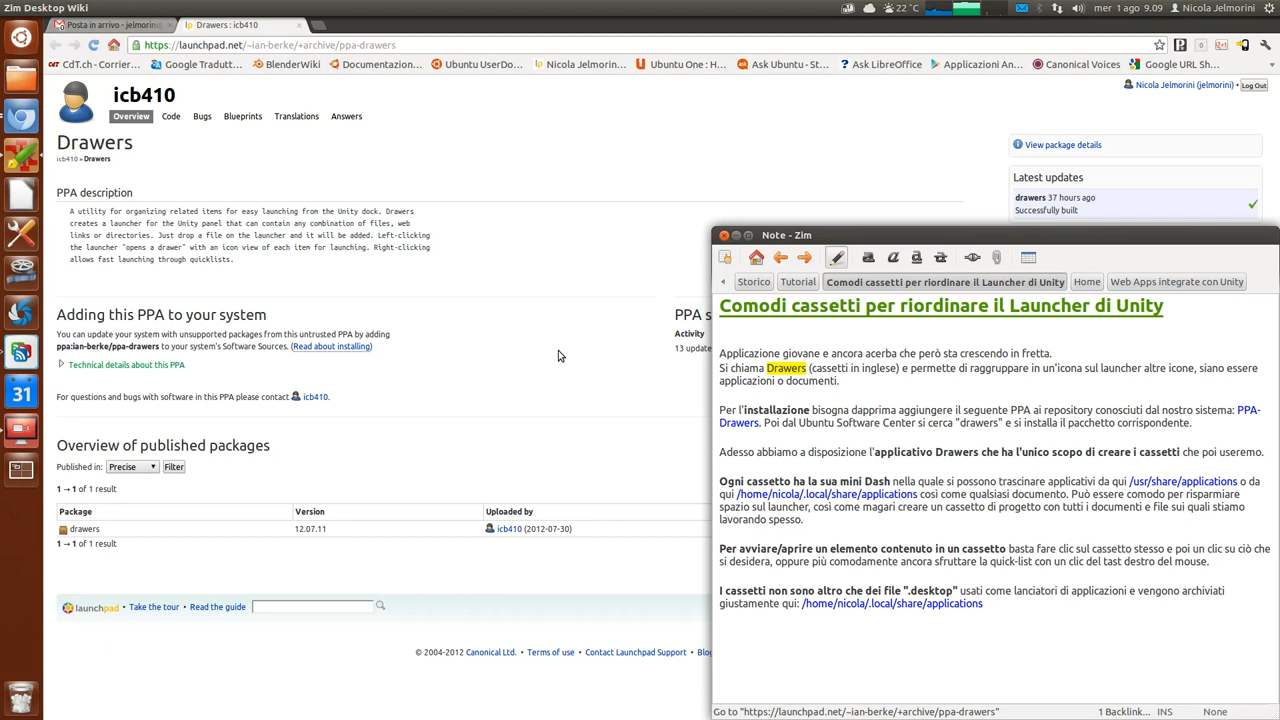 Zim Desktop Wiki
22 °C
mer 1 ago 9.09
Nicola Jelmorini
Posta in arrivo - jelmorini@
Drawers : icb410
https://launchpad.net/~ian-berke/+archive/ppa-drawers
CdT.ch - Corrier...
Google Tradutt...
BlenderWiki
Documentazion...
Ubuntu UserDo...
Nicola Jelmorin...
Ubuntu One : H...
Ask Ubuntu - St...
Ask LibreOffice
Applicazioni An...
Canonical Voices
Google URL Sh...
icb410
Nicola Jelmorini (jelmorini) • Log Out
Overview Code Bugs Blueprints Translations Answers
Drawers
icb410 » Drawers
View package details
Latest updates
drawers 37 hours ago
Successfully built
PPA description
A utility for organizing related items for easy launching from the Unity dock. Drawers
creates a launcher for the Unity panel that can contain any combination of files, web
links or directories. Just drop a file on the launcher and it will be added. Left-clicking
the launcher "opens a drawer" with an icon view of each item for launching. Right-clicking
allows fast launching through quicklists.
Adding this PPA to your system
You can update your system with unsupported packages from this untrusted PPA by adding
ppa:ian-berke/ppa-drawers to your system's Software Sources. (Read about installing)
Technical details about this PPA
For questions and bugs with software in this PPA please contact icb410.
PPA s
Activity
13 update
Overview of published packages
Published in: Precise Filter
1 → 1 of 1 result
Package Version Uploaded by
drawers 12.07.11 icb410 (2012-07-30)
1 → 1 of 1 result
launchpad • Take the tour • Read the guide
© 2004-2012 Canonical Ltd. • Terms of use • Contact Launchpad Support • Blog
31
Note - Zim
Storico Tutorial Comodi cassetti per riordinare il Launcher di Unity Home Web Apps integrate con Unity
Comodi cassetti per riordinare il Launcher di Unity
Applicazione giovane e ancora acerba che però sta crescendo in fretta.
Si chiama Drawers (cassetti in inglese) e permette di raggruppare in un'icona sul launcher altre icone, siano essere
applicazioni o documenti.
Per l'installazione bisogna dapprima aggiungere il seguente PPA ai repository conosciuti dal nostro sistema: PPA-
Drawers. Poi dal Ubuntu Software Center si cerca "drawers" e si installa il pacchetto corrispondente.
Adesso abbiamo a disposizione l'applicativo Drawers che ha l'unico scopo di creare i cassetti che poi useremo.
Ogni cassetto ha la sua mini Dash nella quale si possono trascinare applicativi da qui /usr/share/applications o da
qui /home/nicola/.local/share/applications così come qualsiasi documento. Può essere comodo per risparmiare
spazio sul launcher, così come magari creare un cassetto di progetto con tutti i documenti e file sui quali stiamo
lavorando spesso.
Per avviare/aprire un elemento contenuto in un cassetto basta fare clic sul cassetto stesso e poi un clic su ciò che
si desidera, oppure più comodamente ancora sfruttare la quick-list con un clic del tast destro del mouse.
I cassetti non sono altro che dei file ".desktop" usati come lanciatori di applicazioni e vengono archiviati
giustamente qui: /home/nicola/.local/share/applications
Go to "https://launchpad.net/~ian-berke/+archive/ppa-drawers"
1 Backlink... INS None